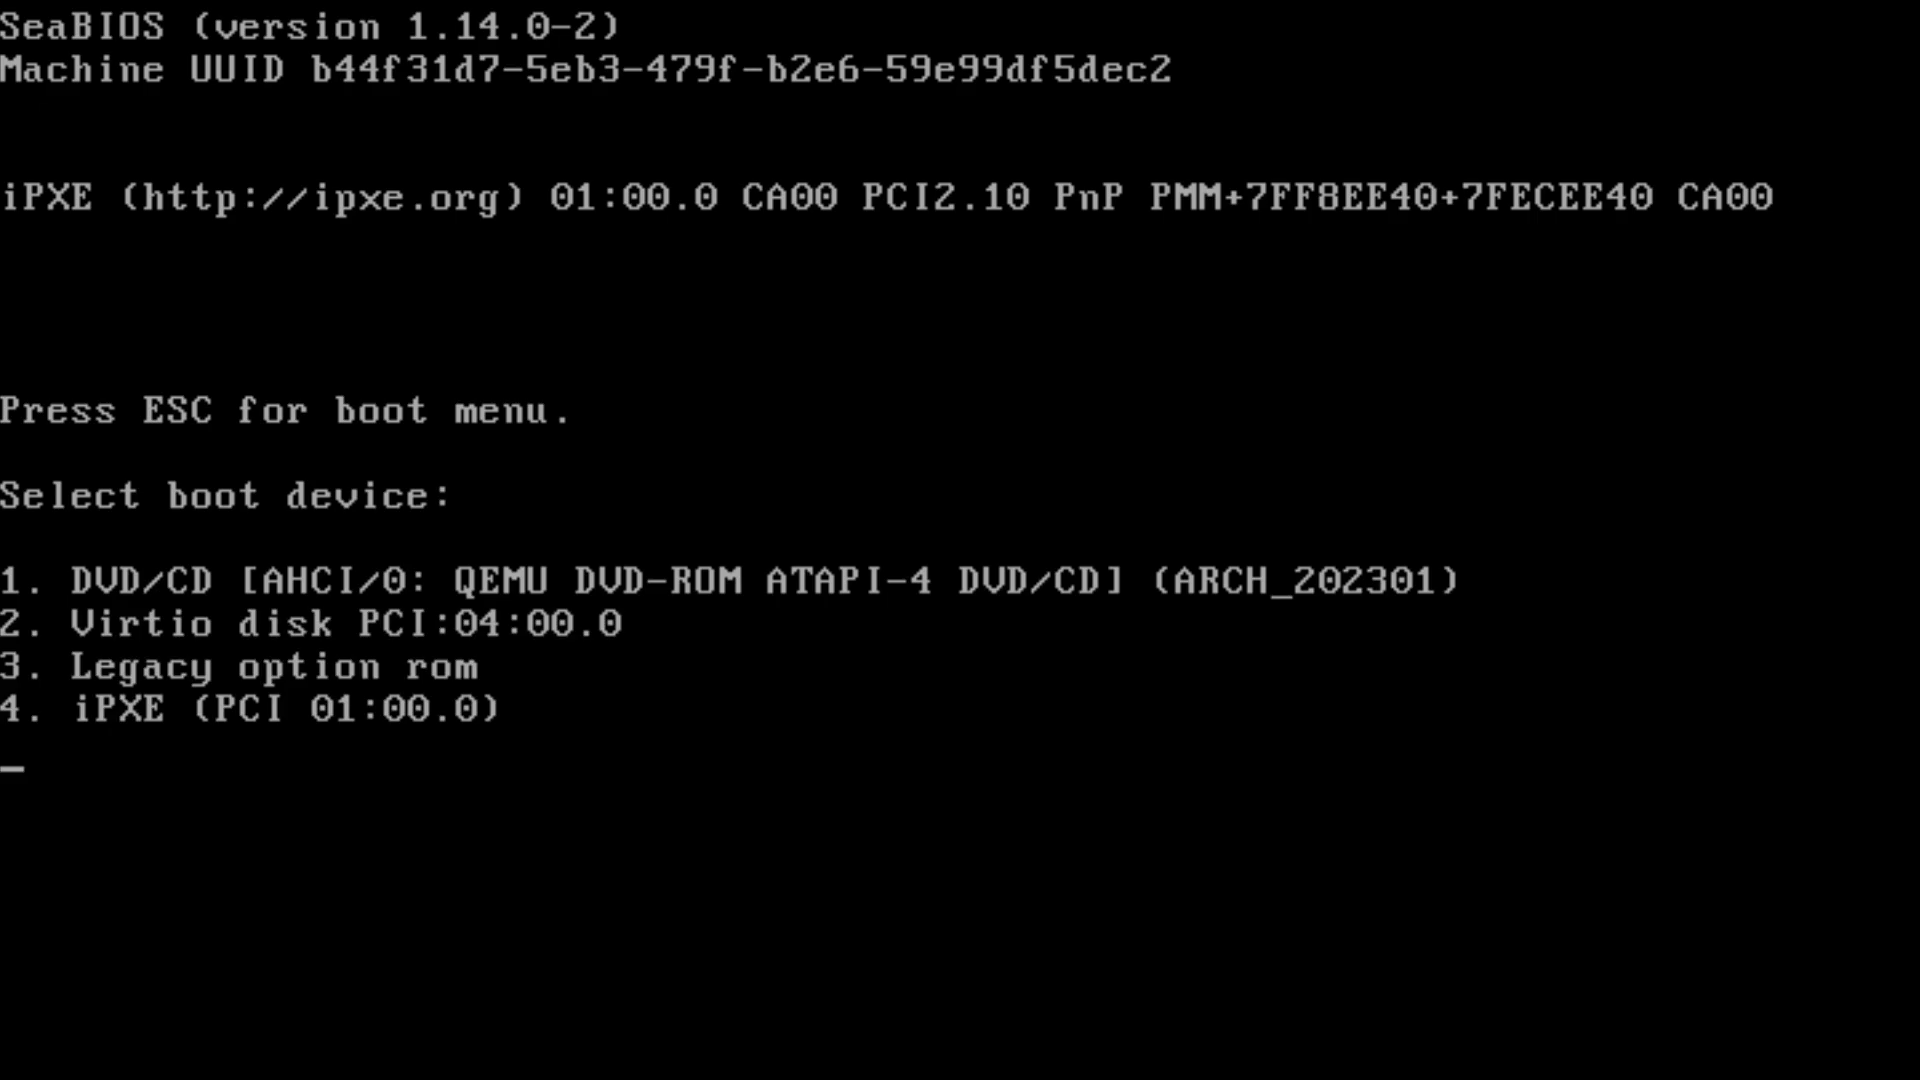 SeaBIOS (version 1.14.0-2)
Machine UUID b44f31d7-5eb3-479f-b2e6-59e99df5dec2
iPXE (http://ipxe.org) 01:00.0 CA00 PCI2.10 PnP PMM+7FF8EE40+7FECEE40 CA00
Press ESC for boot menu.
Select boot device:
1. DVD/CD [AHCI/0: QEMU DVD-ROM ATAPI-4 DVD/CD] (ARCH_202301)
2. Virtio disk PCI:04:00.0
3. Legacy option rom
4. iPXE (PCI 01:00.0)